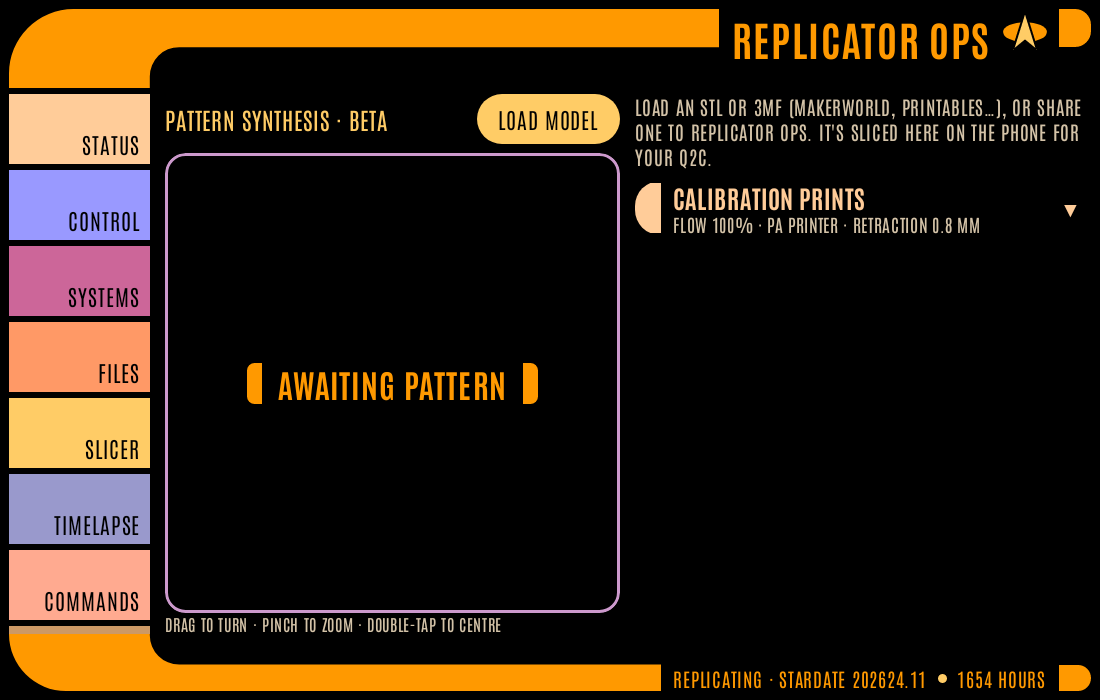 REPLICATOR OPS
STATUS
CONTROL
SYSTEMS
FILES
SLICER
TIMELAPSE
COMMANDS
PATTERN SYNTHESIS · BETA
LOAD MODEL
AWAITING PATTERN
DRAG TO TURN · PINCH TO ZOOM · DOUBLE-TAP TO CENTRE
LOAD AN STL OR 3MF (MAKERWORLD, PRINTABLES…), OR SHARE
ONE TO REPLICATOR OPS. IT'S SLICED HERE ON THE PHONE FOR
YOUR Q2C.
CALIBRATION PRINTS
FLOW 100% · PA PRINTER · RETRACTION 0.8 MM
REPLICATING · STARDATE 202624.11 • 1654 HOURS